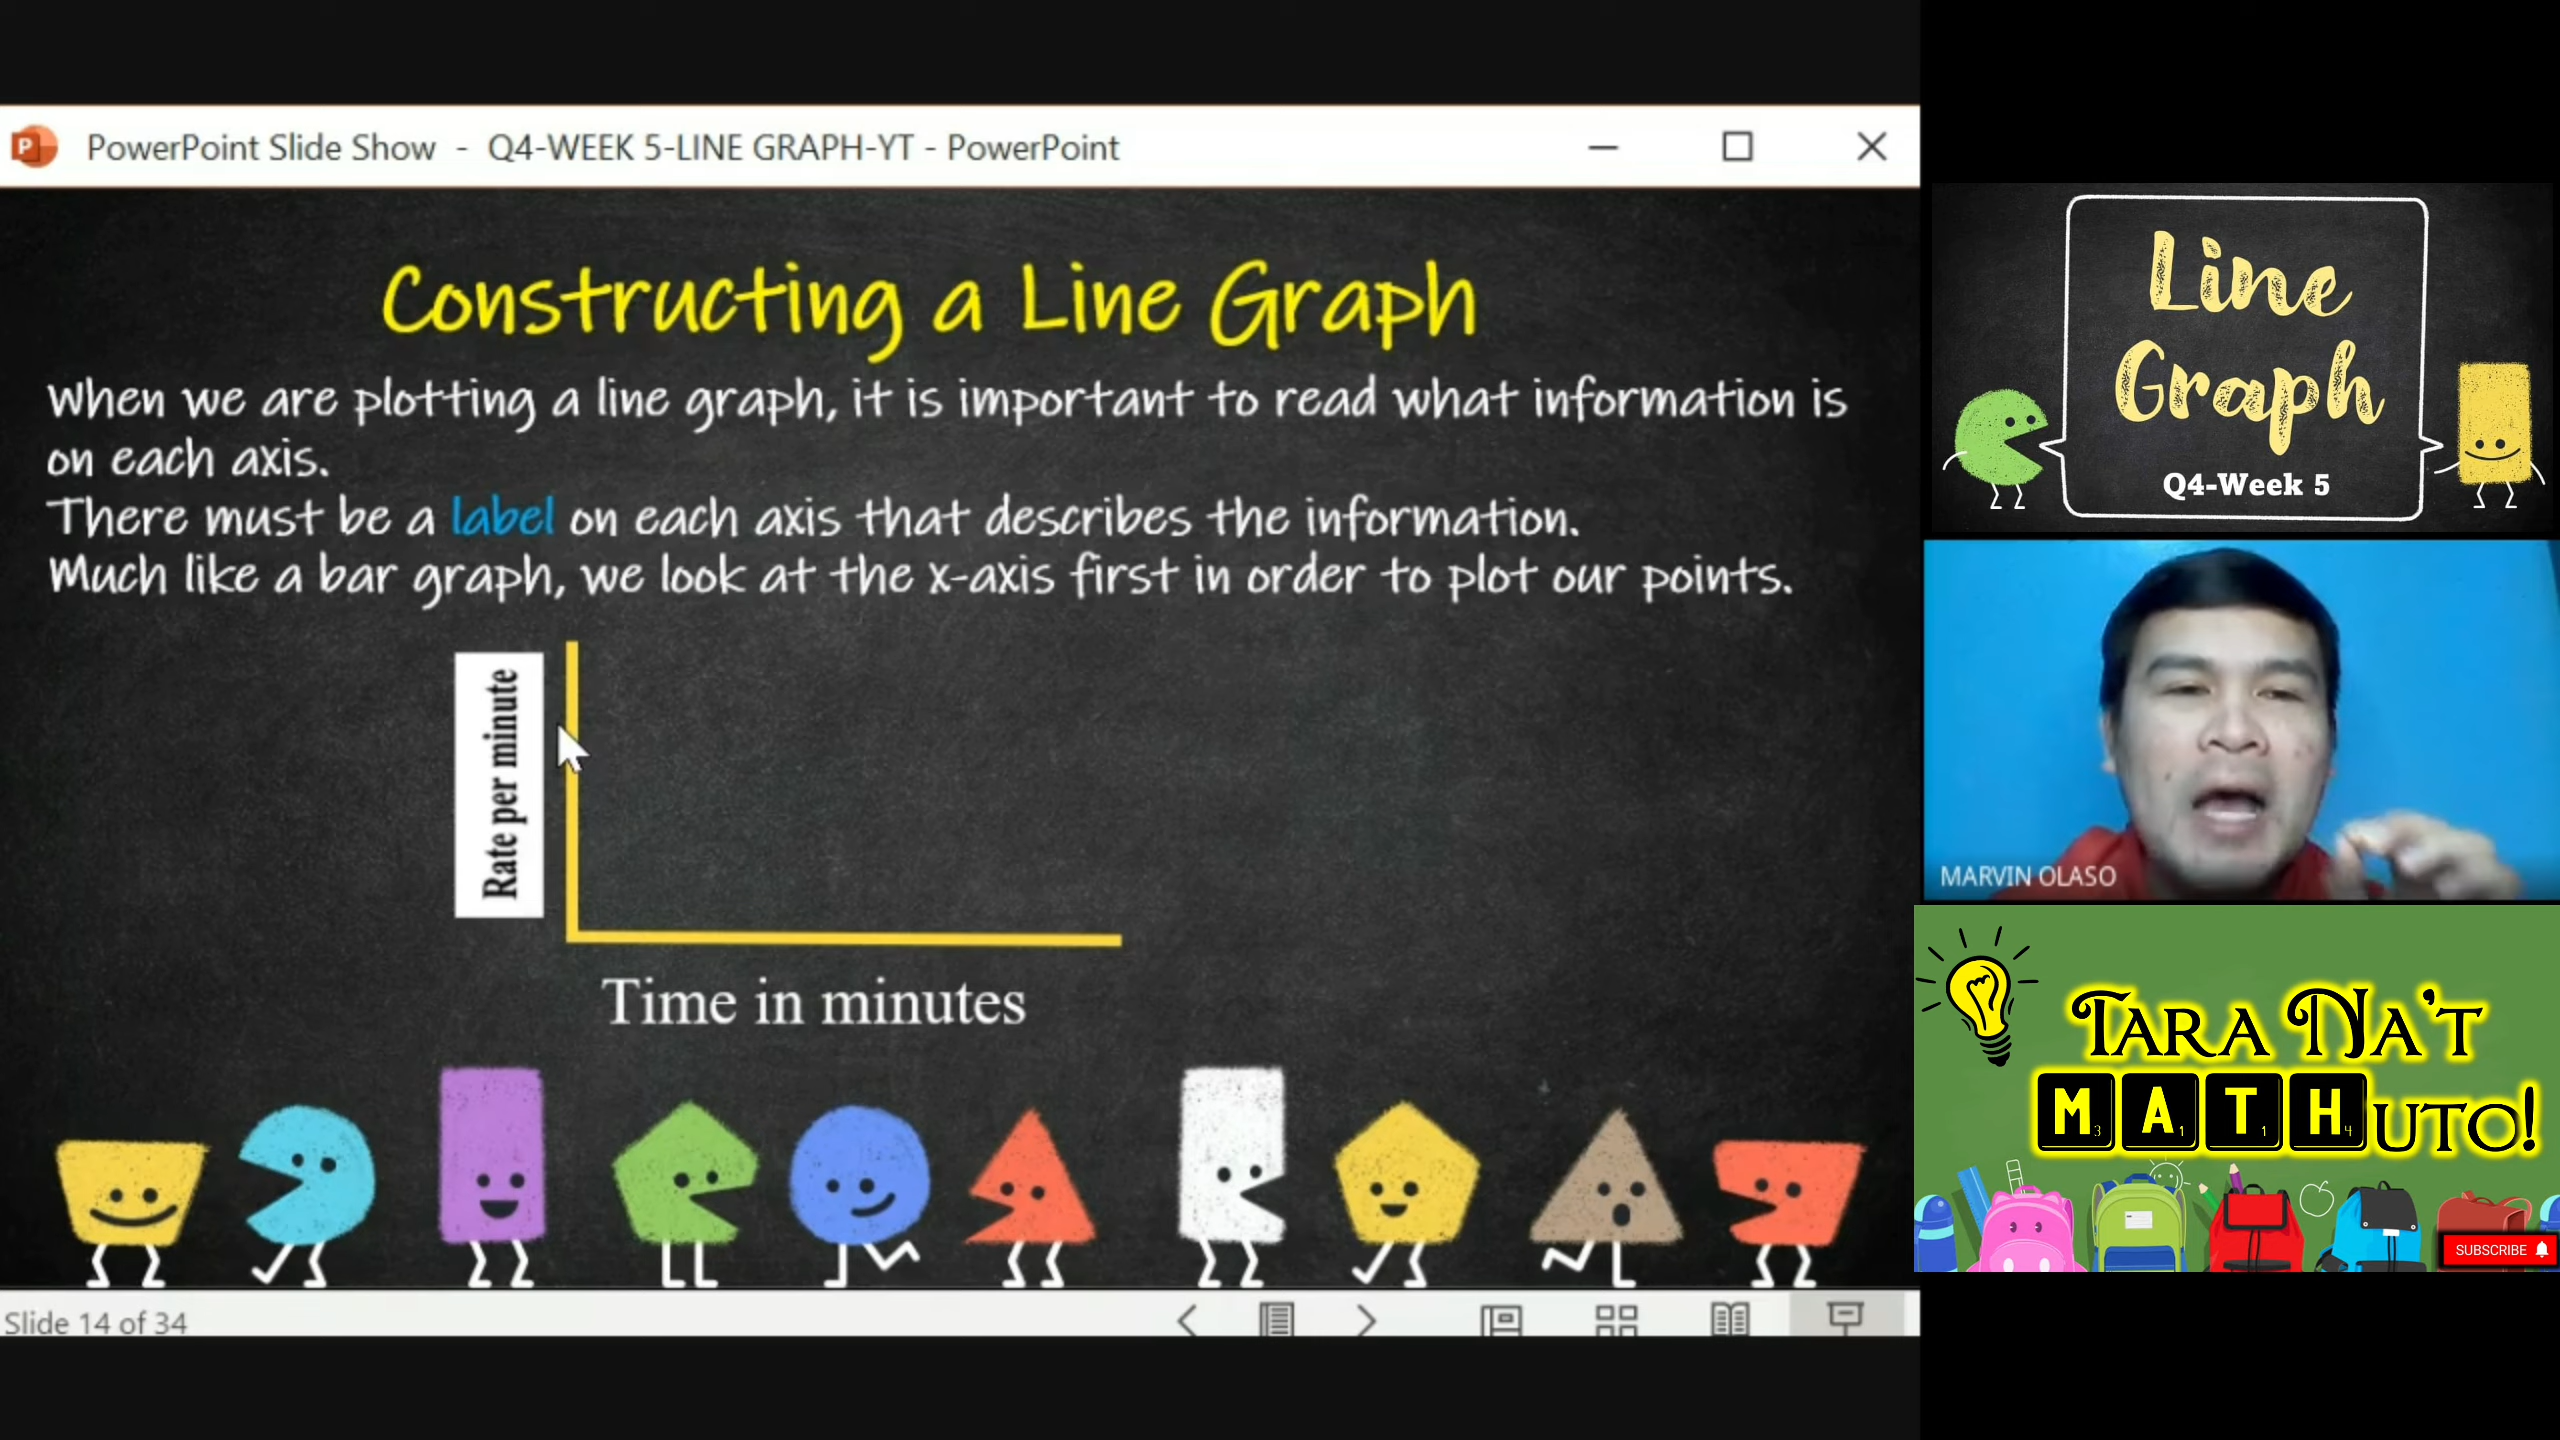 PowerPoint Slide Show - Q4-WEEK 5-LINE GRAPH-YT - PowerPoint
Constructing a Line Graph
When we are plotting a line graph, it is important to read what information is
on each axis.
There must be a label on each axis that describes the information.
Much like a bar graph, we look at the x-axis first in order to plot our points.
Rate per minute
Time in minutes
Slide 14 of 34
Line
Graph
Q4-Week 5
MARVIN OLASO
TARA NA'T
MATHUTO!
SUBSCRIBE